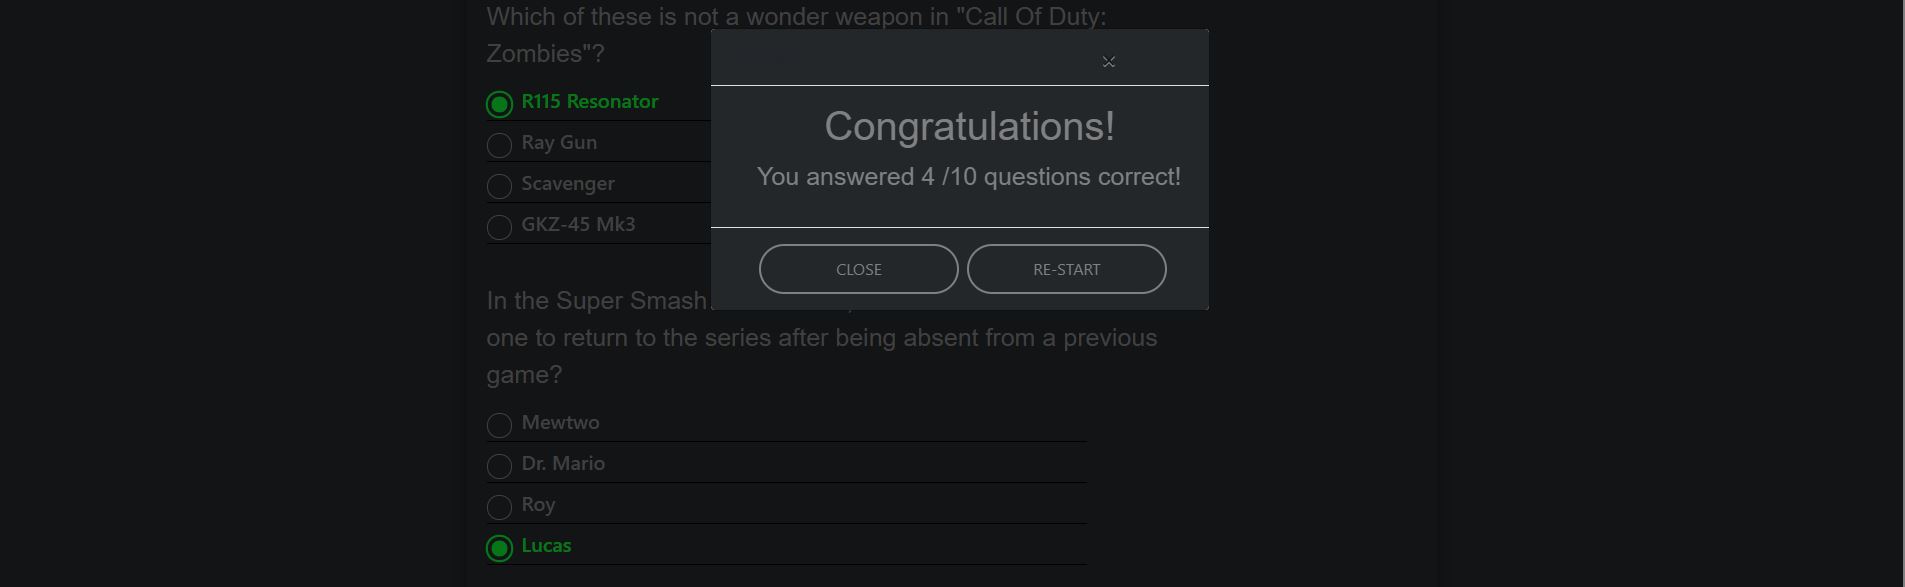 Which of these is not a wonder weapon in "Call Of Duty:
Zombies"?
R115 Resonator
Ray Gun
Scavenger
GKZ-45 Mk3
×
Congratulations!
You answered 4 /10 questions correct!
CLOSE
RE-START
In the Super Smash
one to return to the series after being absent from a previous
game?
Mewtwo
Dr. Mario
Roy
Lucas